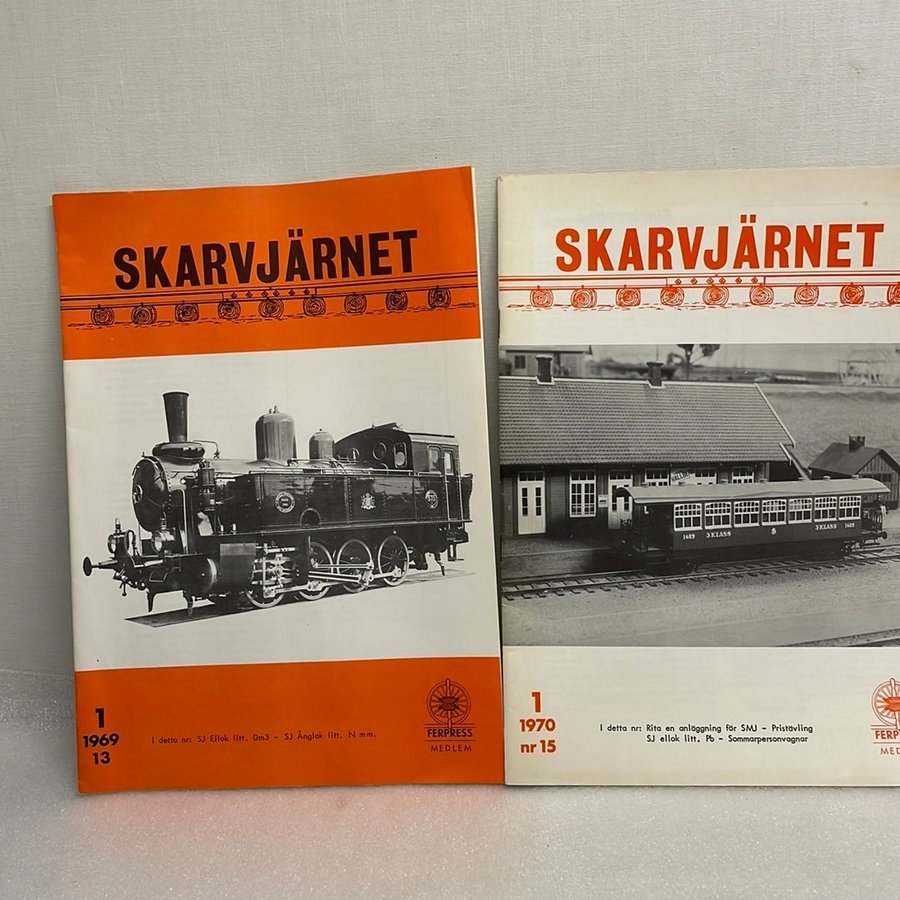 SKARVJÄRNET
1
1969
13
I detta nr: SJ Ellok litt. Dm3 - SJ Ånglok litt. N m m.
FERPRESS
MEDLEM
SKARVJÄRNET
1489 3 KLASS S 3 KLASS 1489
1
1970
nr 15
I detta nr: Rita en anläggning för SMJ - Pristävling
SJ ellok litt. Pb - Sommarpersonvagnar